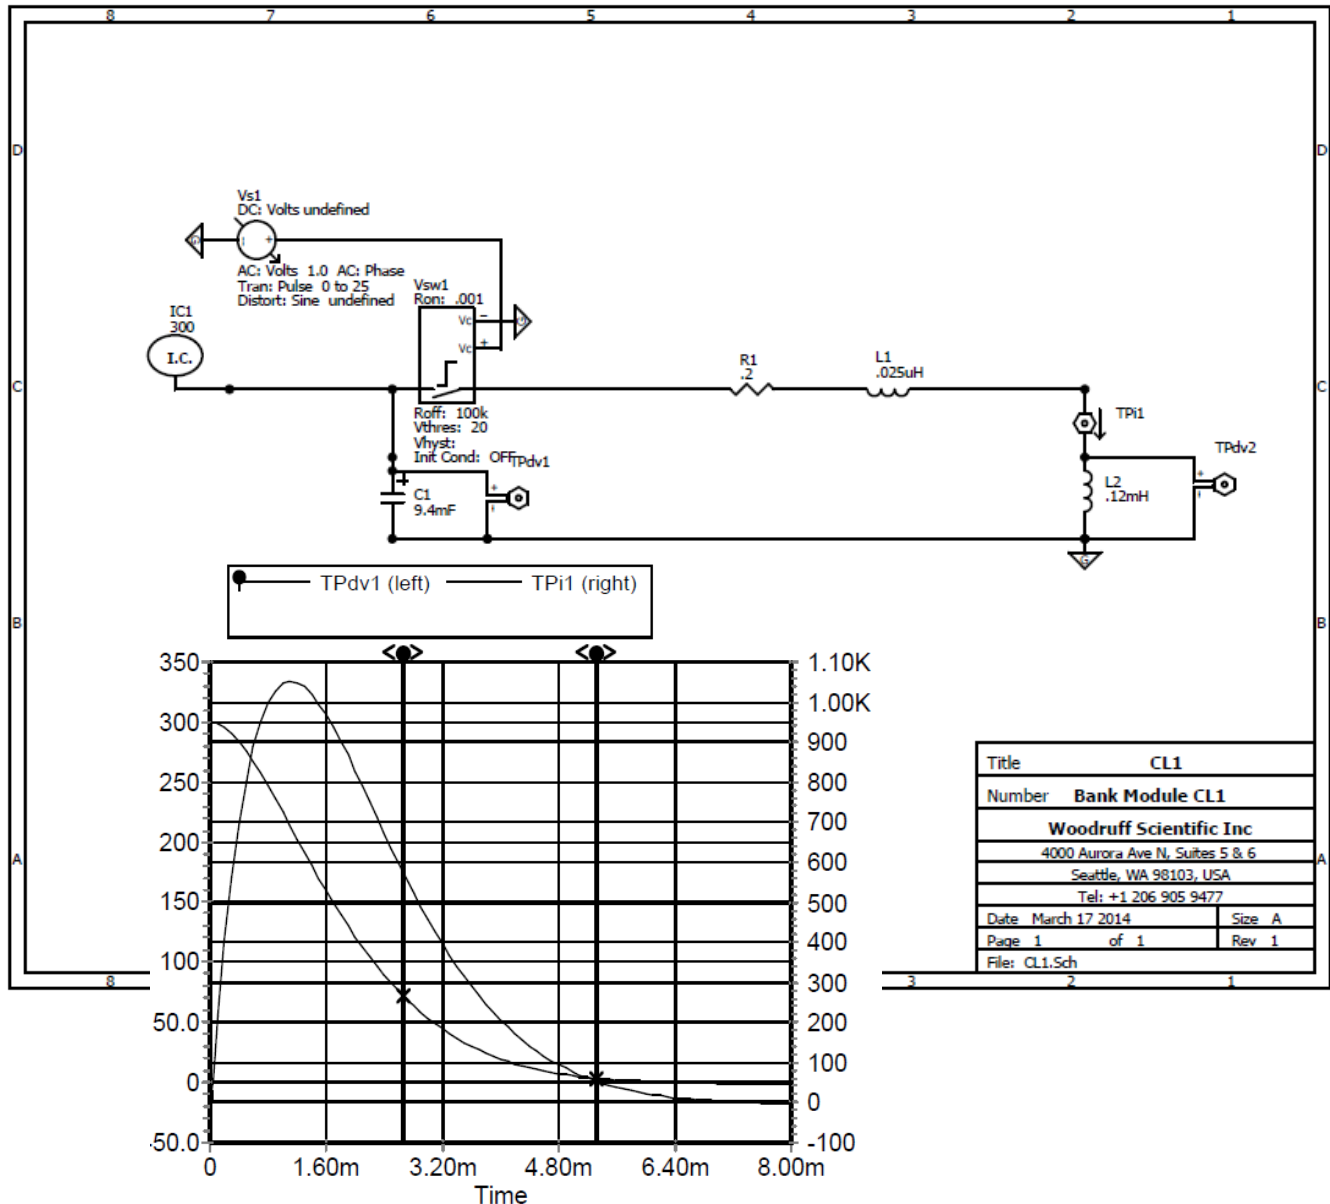 8 7 6 5 4 3 2 1
D D
Vs1
DC: Volts undefined
AC: Volts 1.0 AC: Phase
Tran: Pulse 0 to 25
Distort: Sine undefined
Vsw1
Ron: .001
Vc
Vc
IC1
300
I.C.
C C
R1
.2
L1
.025uH
TPi1
Roff: 100k
Vthres: 20
Vhyst:
Init Cond: OFF
TPdv1
TPdv2
C1
9.4mF
L2
.12mH
G
TPdv1 (left) TPi1 (right)
B B
350 1.10K
300 1.00K
250 900
200 800
150 700
100 600
50.0 500
0 400
-50.0 300
200
100
0
-100
0 1.60m 3.20m 4.80m 6.40m 8.00m
Time
A A
Title CL1
Number Bank Module CL1
Woodruff Scientific Inc
4000 Aurora Ave N, Suites 5 & 6
Seattle, WA 98103, USA
Tel: +1 206 905 9477
Date March 17 2014 Size A
Page 1 of 1 Rev 1
File: CL1.Sch
8 3 2 1